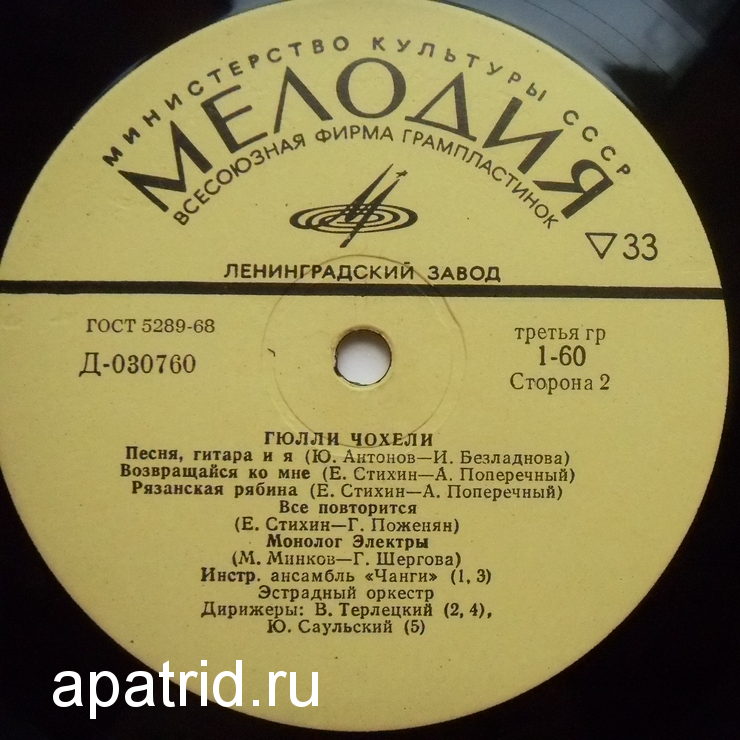 МИНИСТЕРСТВО КУЛЬТУРЫ СССР
МЕЛОДИЯ
ВСЕСОЮЗНАЯ ФИРМА ГРАМПЛАСТИНОК
▽33
ЛЕНИНГРАДСКИЙ ЗАВОД
ГОСТ 5289-68
Д-030760
третья гр
1-60
Сторона 2
ГЮЛЛИ ЧОХЕЛИ
Песня, гитара и я (Ю. Антонов—И. Безладнова)
Возвращайся ко мне (Е. Стихин—А. Поперечный)
Рязанская рябина (Е. Стихин—А. Поперечный)
Все повторится
(Е. Стихин—Г. Поженян)
Монолог Электры
(М. Минков—Г. Шергова)
Инстр. ансамбль «Чанги» (1, 3)
Эстрадный оркестр
Дирижеры: В. Терлецкий (2, 4),
Ю. Саульский (5)
apatrid.ru